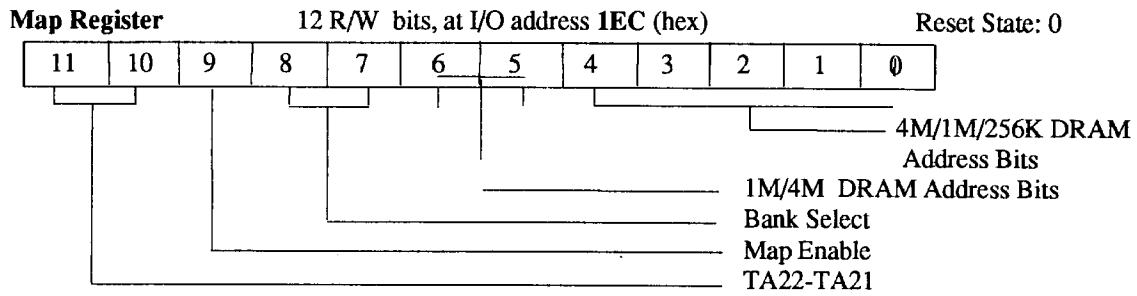 Map Register 12 R/W bits, at I/O address 1EC (hex) Reset State: 0
11 10 9 8 7 6 5 4 3 2 1 0
4M/1M/256K DRAM
Address Bits
1M/4M DRAM Address Bits
Bank Select
Map Enable
TA22-TA21